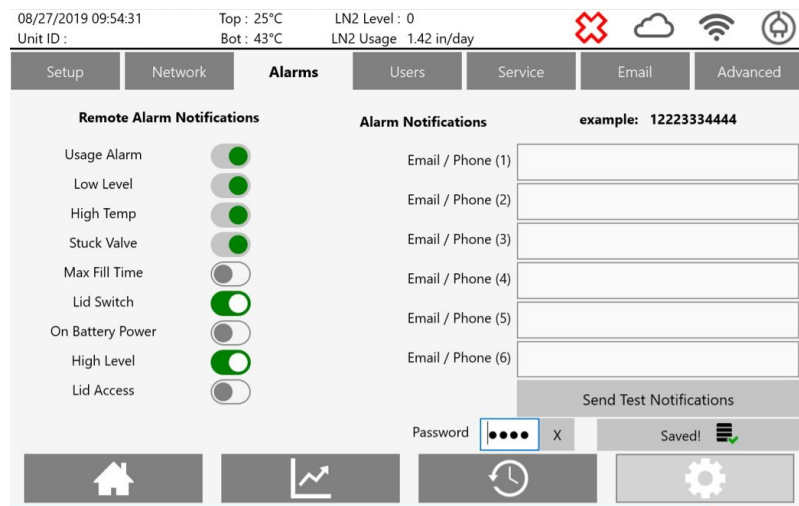 08/27/2019 09:54:31 Top : 25°C LN2 Level : 0
Unit ID : Bot : 43°C LN2 Usage 1.42 in/day
Setup Network Alarms Users Service Email Advanced
Remote Alarm Notifications
Usage Alarm
Low Level
High Temp
Stuck Valve
Max Fill Time
Lid Switch
On Battery Power
High Level
Lid Access
Alarm Notifications example: 12223334444
Email / Phone (1)
Email / Phone (2)
Email / Phone (3)
Email / Phone (4)
Email / Phone (5)
Email / Phone (6)
Send Test Notifications
Password ●●●● X Saved!